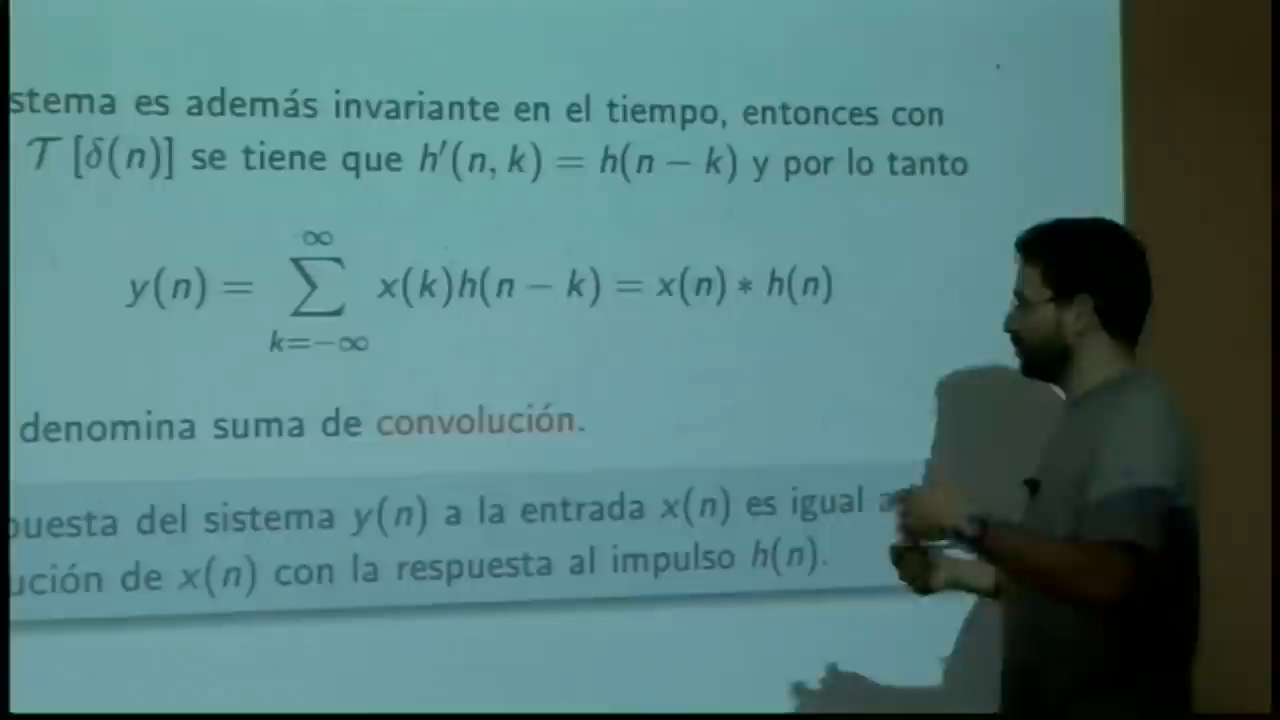 stema es además invariante en el tiempo, entonces con
𝒯 [δ(n)] se tiene que h′(n, k) = h(n − k) y por lo tanto
y(n) = ∞∑k=−∞ x(k)h(n − k) = x(n) ∗ h(n)
denomina suma de convolución.
puesta del sistema y(n) a la entrada x(n) es igual a
ución de x(n) con la respuesta al impulso h(n).